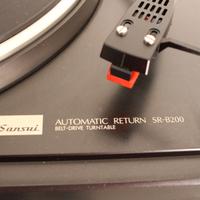 Sansui
AUTOMATIC RETURN SR-B200
BELT-DRIVE TURNTABLE